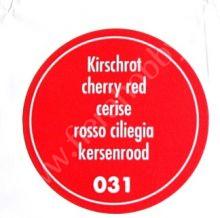 Kirschrot
cherry red
cerise
rosso ciliegia
kersenrood
031